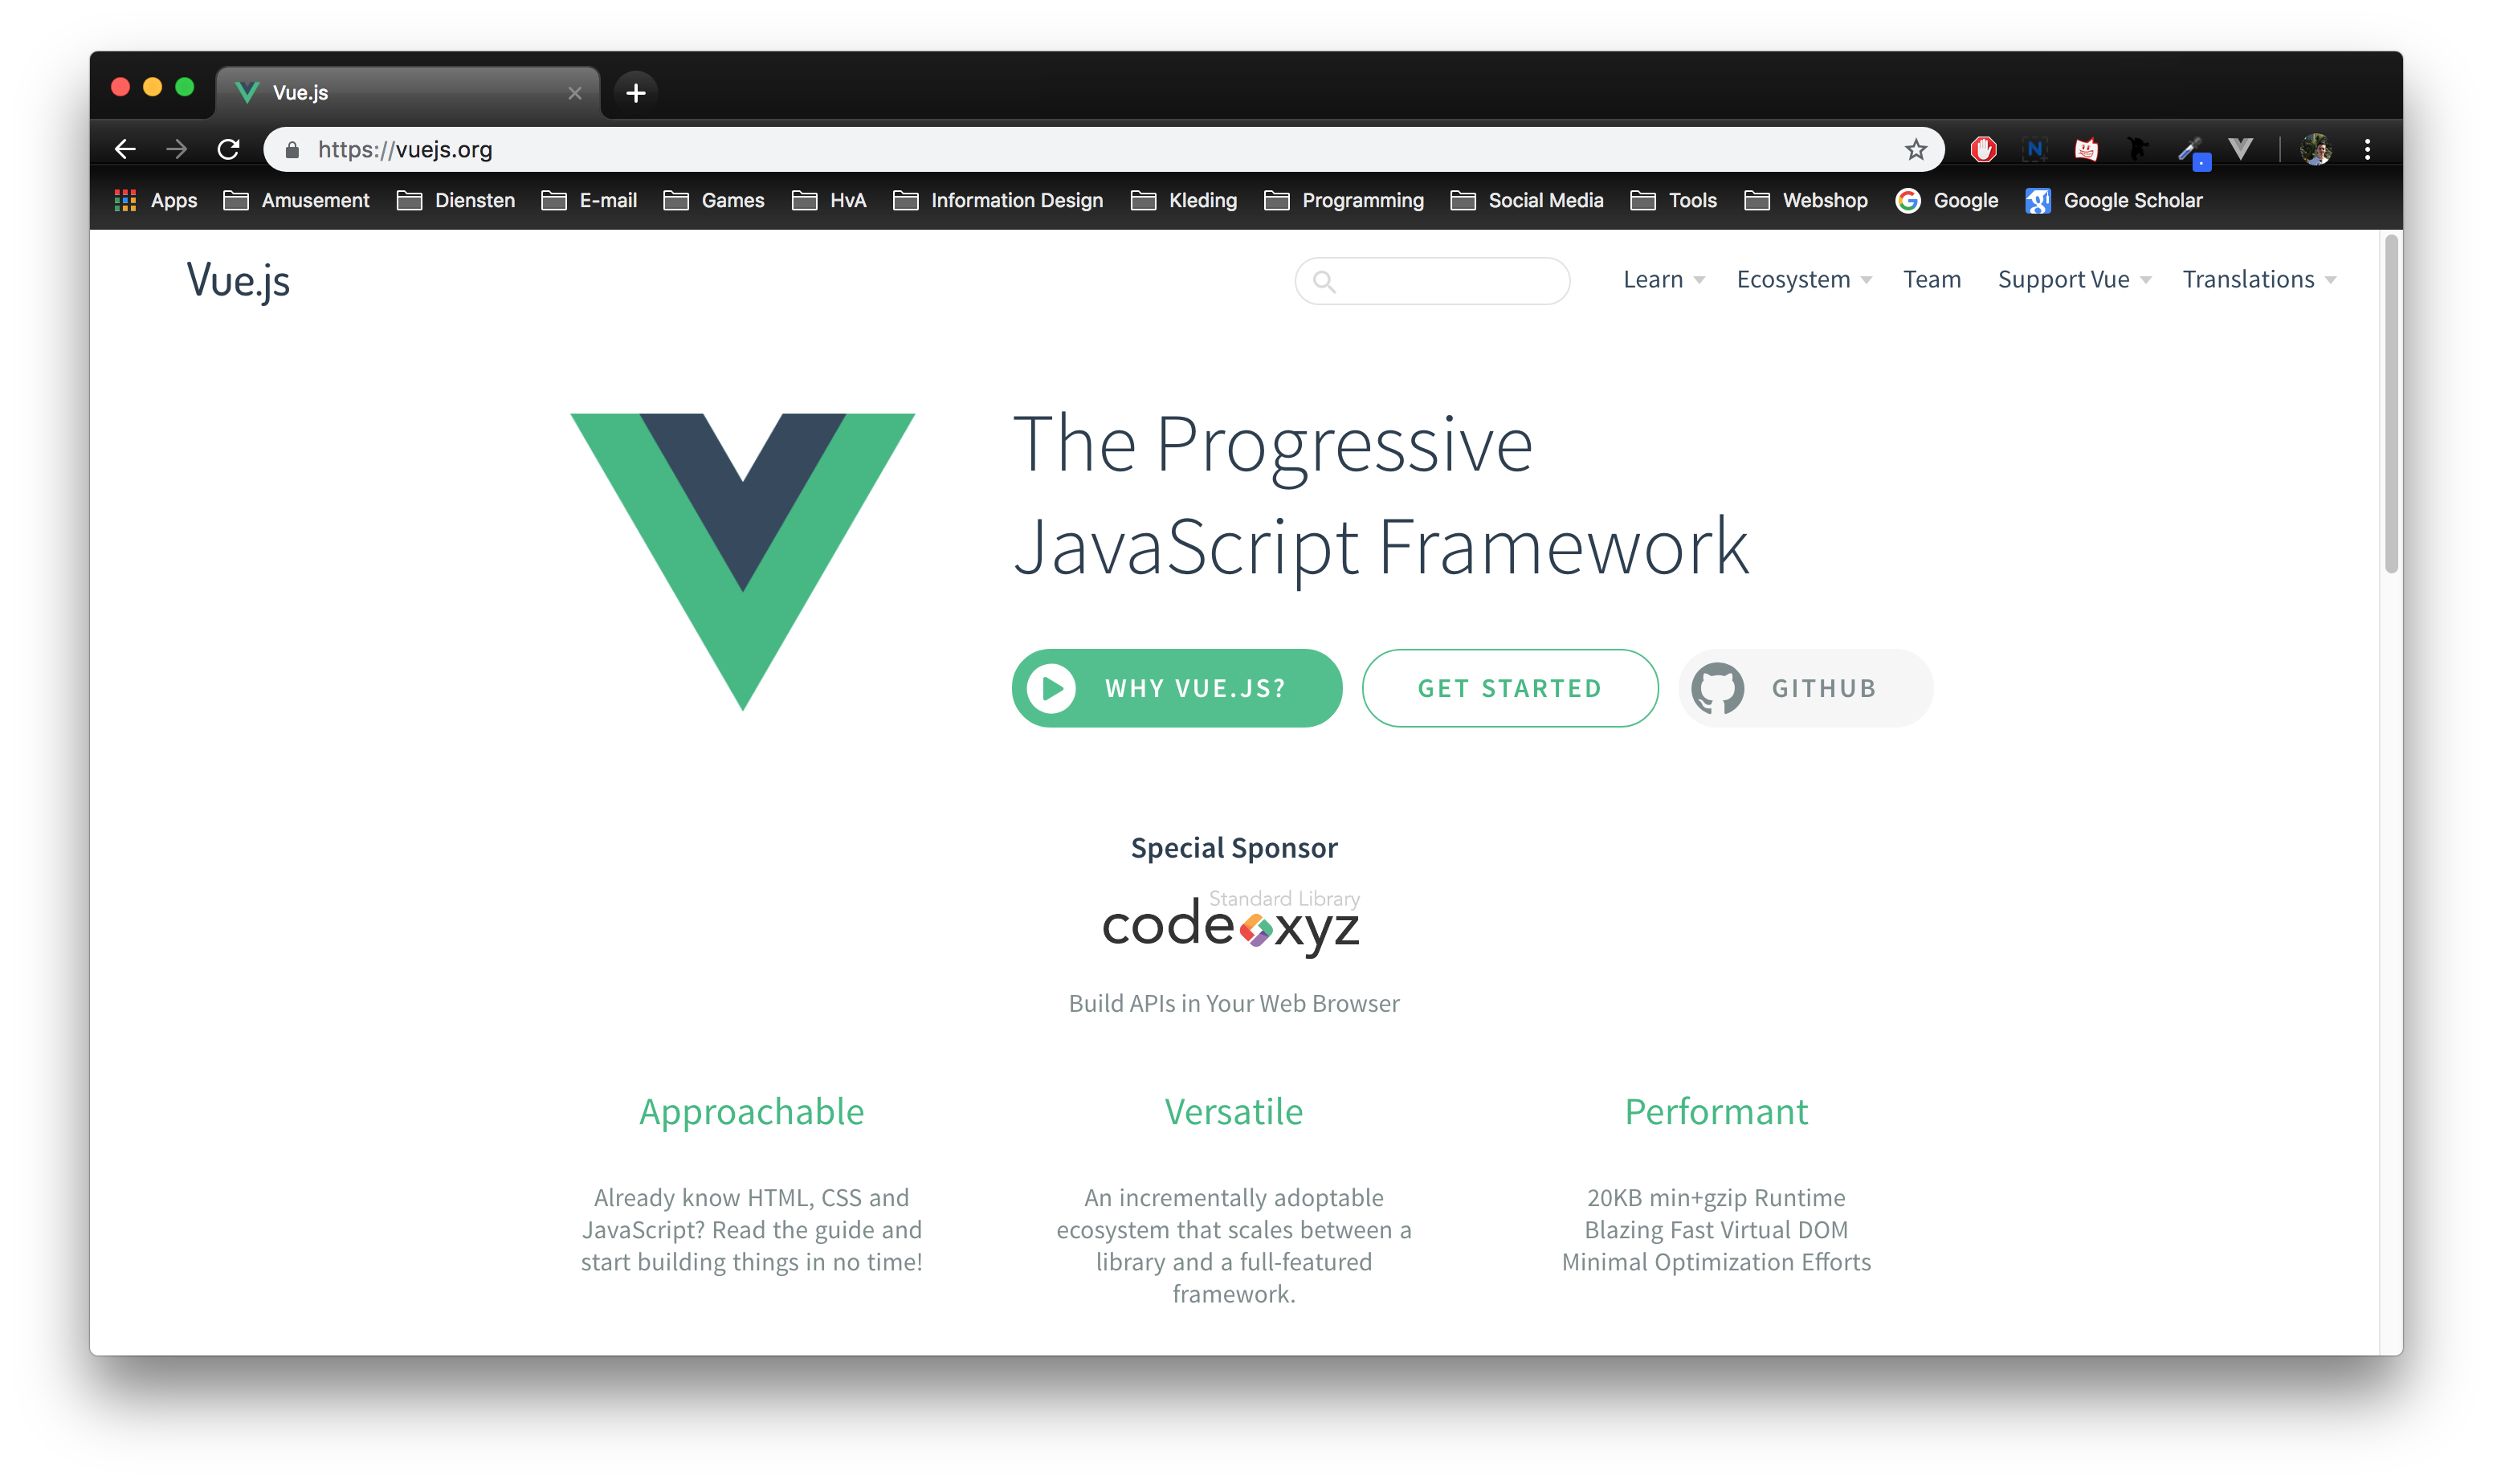 Vue.js
https://vuejs.org
N
Apps Amusement Diensten E-mail Games HvA Information Design Kleding Programming Social Media Tools Webshop Google Google Scholar
Vue.js Learn Ecosystem Team Support Vue Translations
The Progressive
JavaScript Framework
WHY VUE.JS? GET STARTED GITHUB
Special Sponsor
Standard Library
code xyz
Build APIs in Your Web Browser
Approachable
Already know HTML, CSS and
JavaScript? Read the guide and
start building things in no time!
Versatile
An incrementally adoptable
ecosystem that scales between a
library and a full-featured
framework.
Performant
20KB min+gzip Runtime
Blazing Fast Virtual DOM
Minimal Optimization Efforts